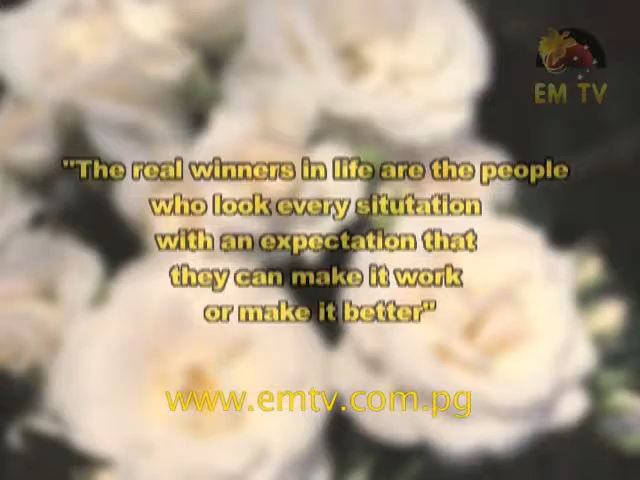 EM TV
"The real winners in life are the people
who look every situtation
with an expectation that
they can make it work
or make it better"
www.emtv.com.pg